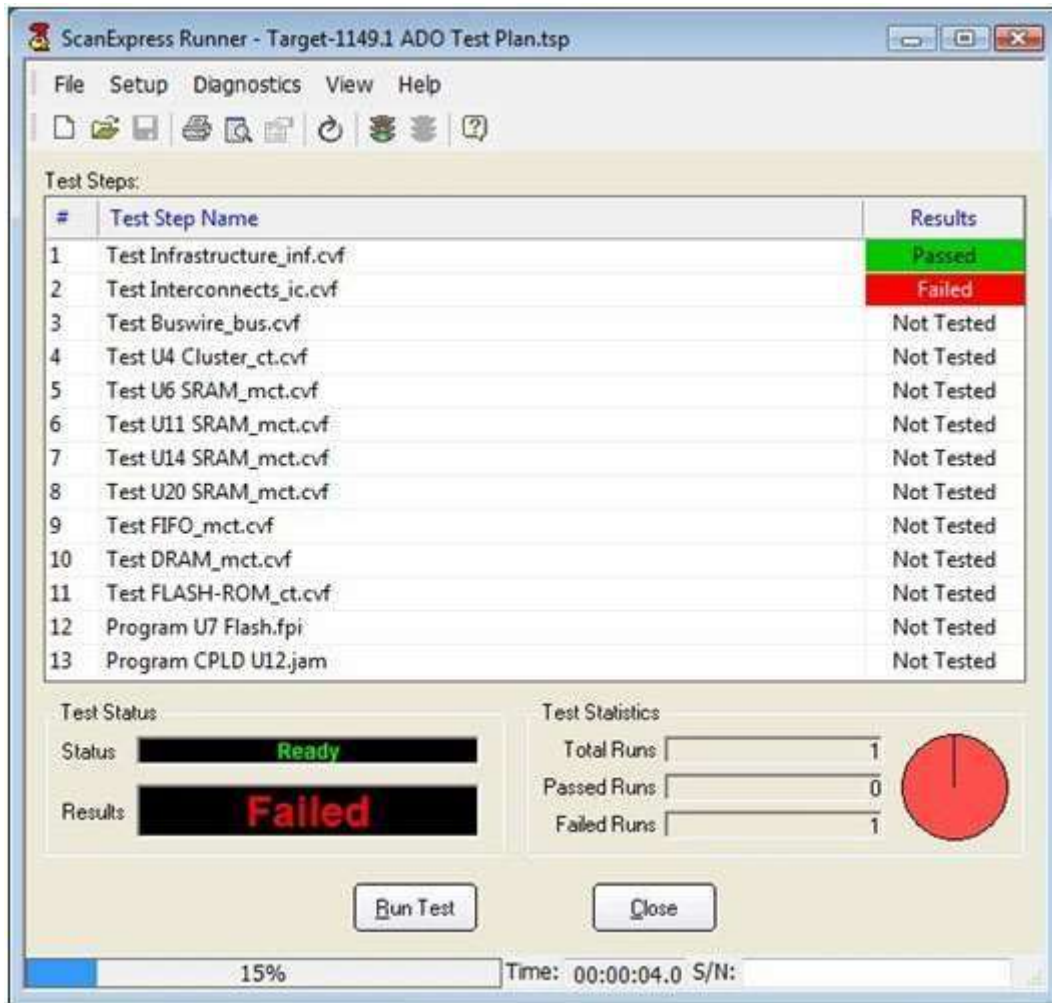 ScanExpress Runner - Target-1149.1 ADO Test Plan.tsp
File Setup Diagnostics View Help
Test Steps:
# Test Step Name Results
1 Test Infrastructure_inf.cvf Passed
2 Test Interconnects_ic.cvf Failed
3 Test Buswire_bus.cvf Not Tested
4 Test U4 Cluster_ct.cvf Not Tested
5 Test U6 SRAM_mct.cvf Not Tested
6 Test U11 SRAM_mct.cvf Not Tested
7 Test U14 SRAM_mct.cvf Not Tested
8 Test U20 SRAM_mct.cvf Not Tested
9 Test FIFO_mct.cvf Not Tested
10 Test DRAM_mct.cvf Not Tested
11 Test FLASH-ROM_ct.cvf Not Tested
12 Program U7 Flash.fpi Not Tested
13 Program CPLD U12.jam Not Tested
Test Status
Status Ready
Results Failed
Test Statistics
Total Runs 1
Passed Runs 0
Failed Runs 1
Run Test Close
15% Time: 00:00:04.0 S/N: